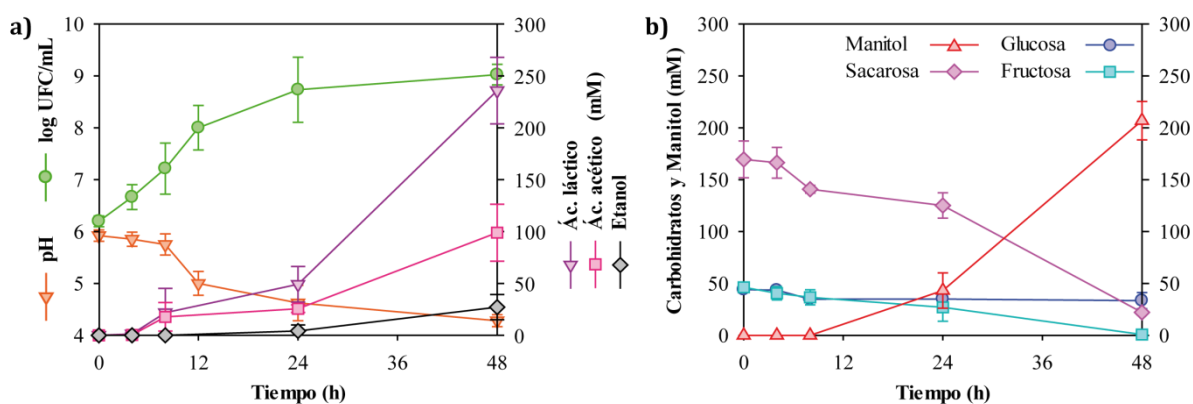 a)
log UFC/mL
pH
10
9
8
7
6
5
4
300
250
200
150
100
50
0
0
12
24
36
48
Tiempo (h)
Ác. láctico
Ác. acético (mM)
Etanol
b)
Carbohidratos y Manitol (mM)
300
250
200
150
100
50
0
Manitol
Glucosa
Sacarosa
Fructosa
300
250
200
150
100
50
0
0
12
24
36
48
Tiempo (h)